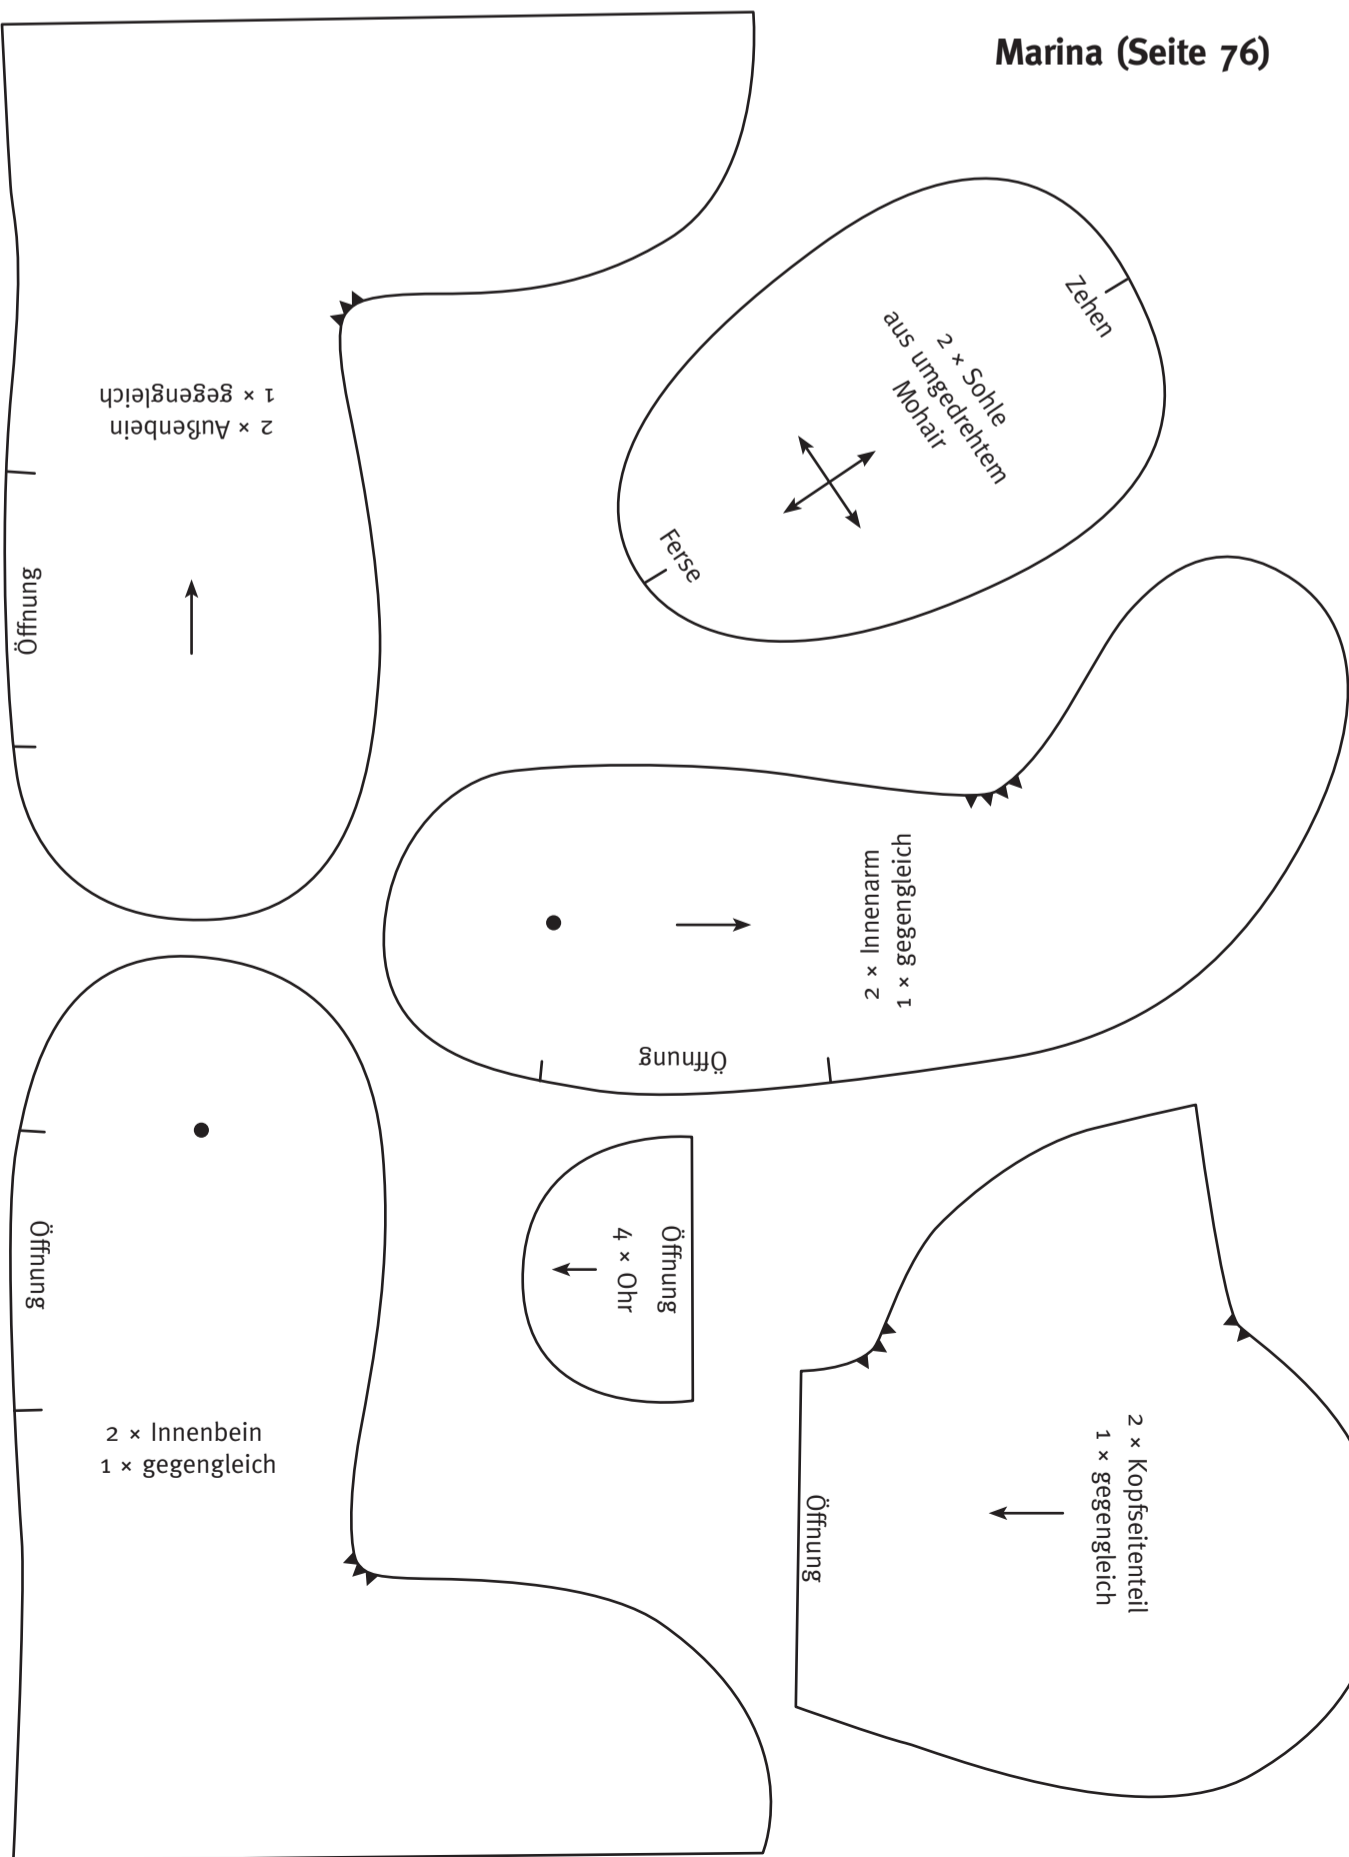 Marina (Seite 76)
Zehen
2 × Sohle
aus umgedrehtem
Mohair
Ferse
2 × Außenbein
1 × gegengleich
Öffnung
2 × Innenarm
1 × gegengleich
Öffnung
Öffnung
4 × Ohr
Öffnung
2 × Innenbein
1 × gegengleich
2 × Kopfseitenteil
1 × gegengleich
Öffnung